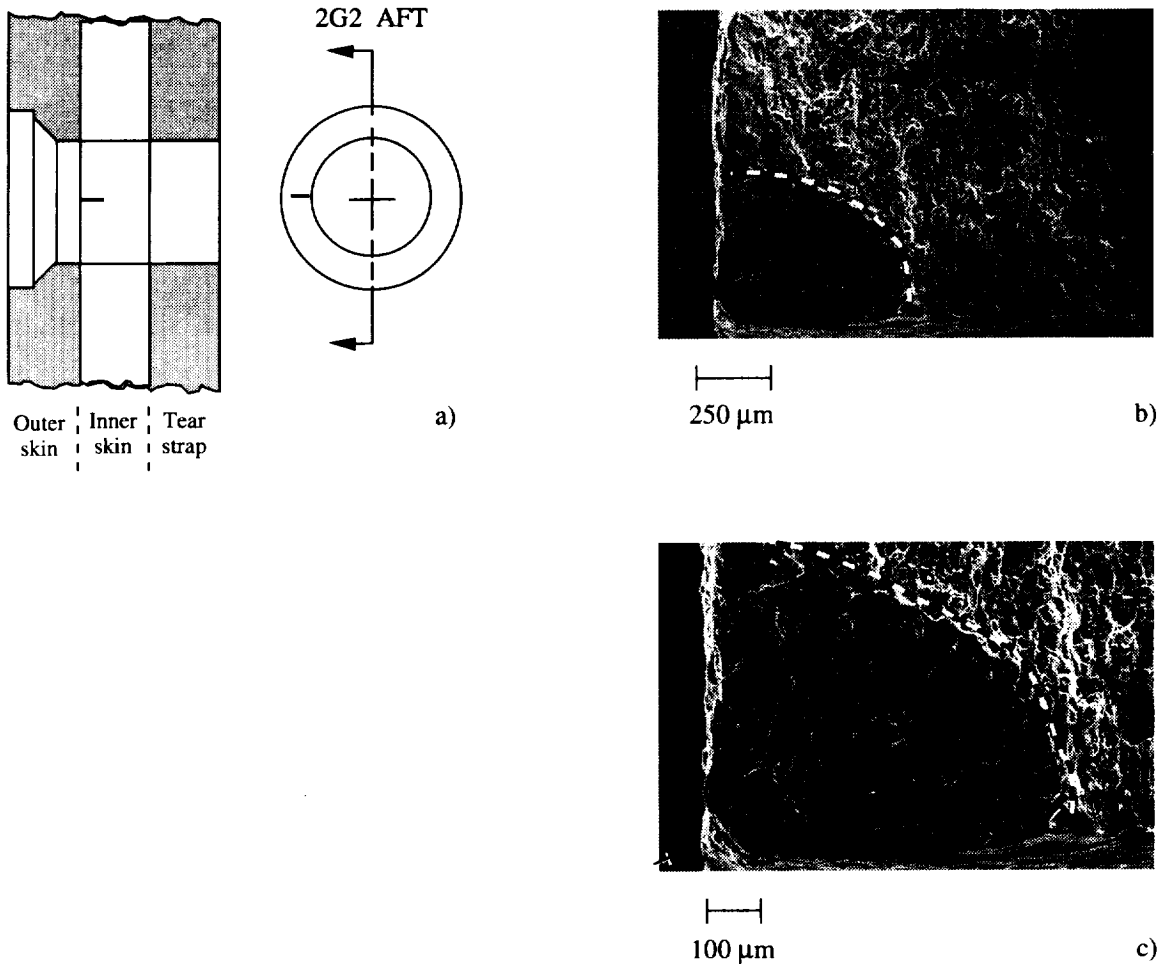 2G2 AFT
Outer
skin
Inner
skin
Tear
strap
a)
250 μm
b)
100 μm
c)